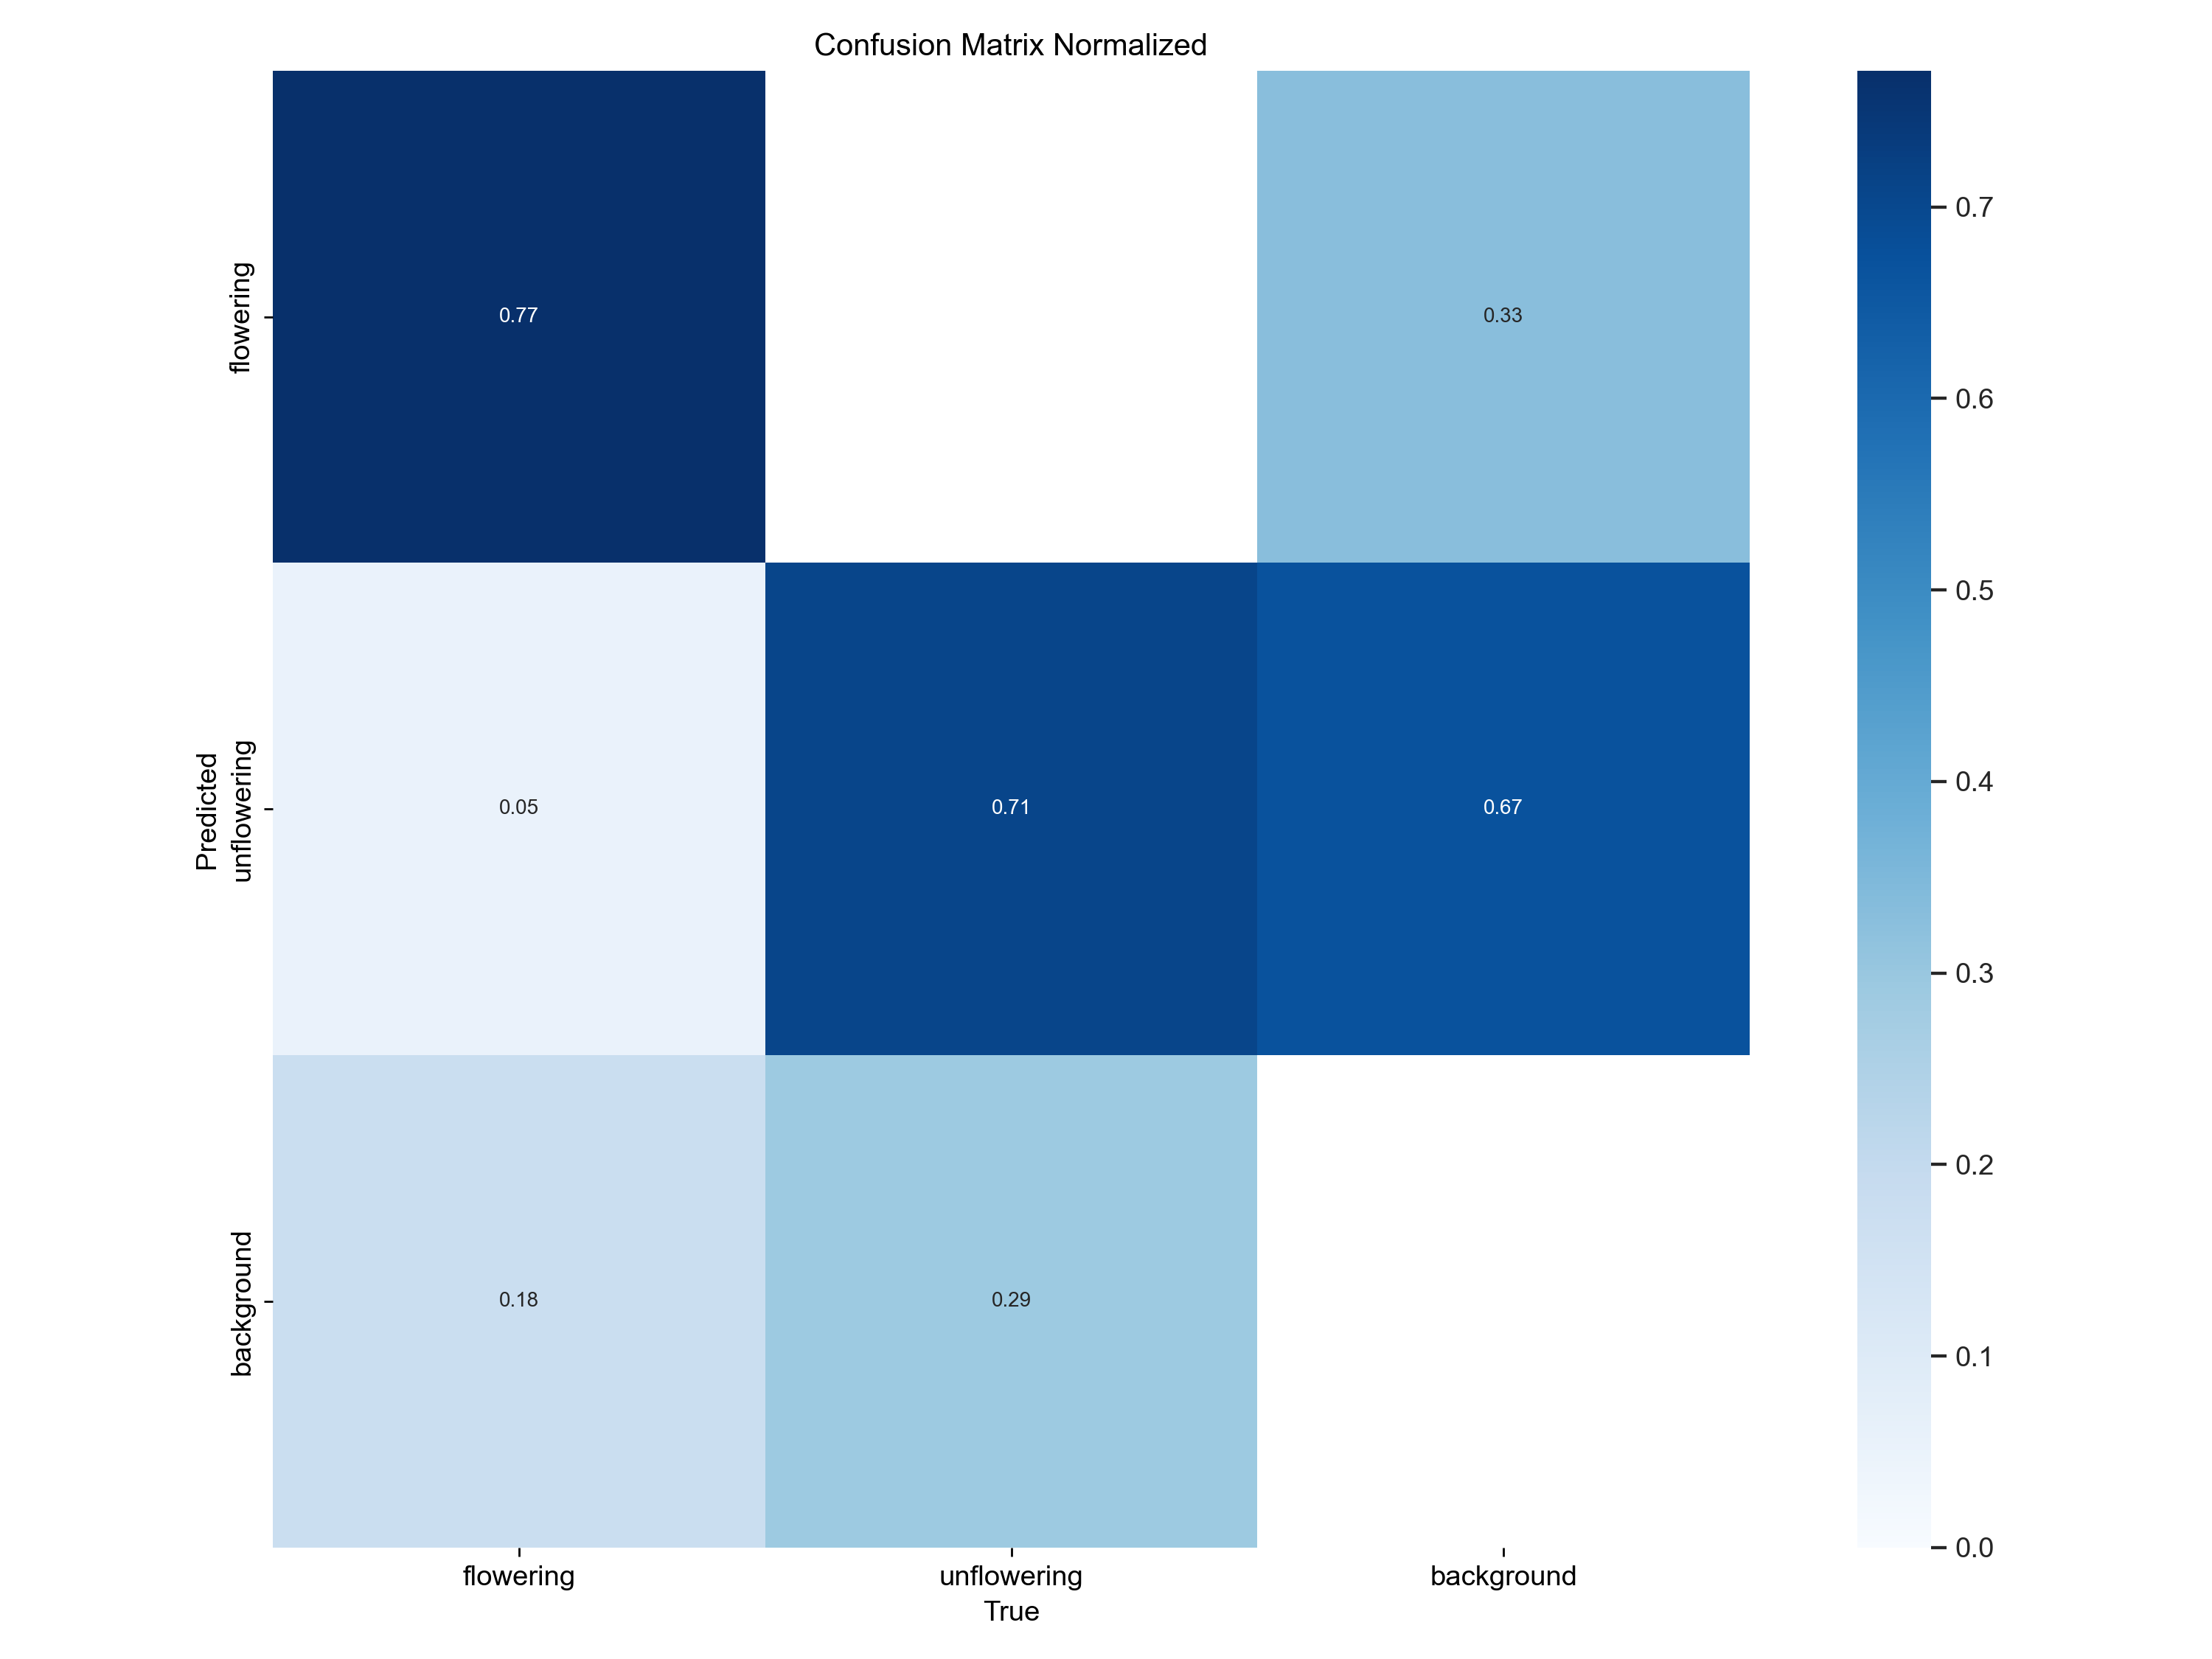 Confusion Matrix Normalized
flowering
0.77
0.33
Predicted
unflowering
0.05
0.71
0.67
background
0.18
0.29
flowering
unflowering
background
True
0.7
0.6
0.5
0.4
0.3
0.2
0.1
0.0